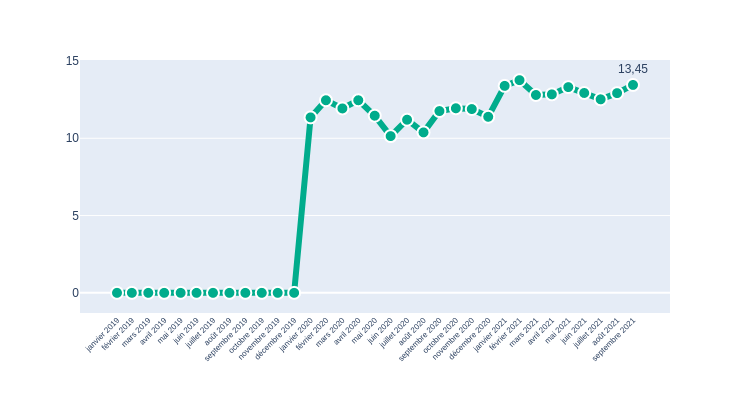 15
13,45
10
5
0
janvier 2019
février 2019
mars 2019
avril 2019
mai 2019
juin 2019
juillet 2019
août 2019
septembre 2019
octobre 2019
novembre 2019
décembre 2019
janvier 2020
février 2020
mars 2020
avril 2020
mai 2020
juin 2020
juillet 2020
août 2020
septembre 2020
octobre 2020
novembre 2020
décembre 2020
janvier 2021
février 2021
mars 2021
avril 2021
mai 2021
juin 2021
juillet 2021
août 2021
septembre 2021